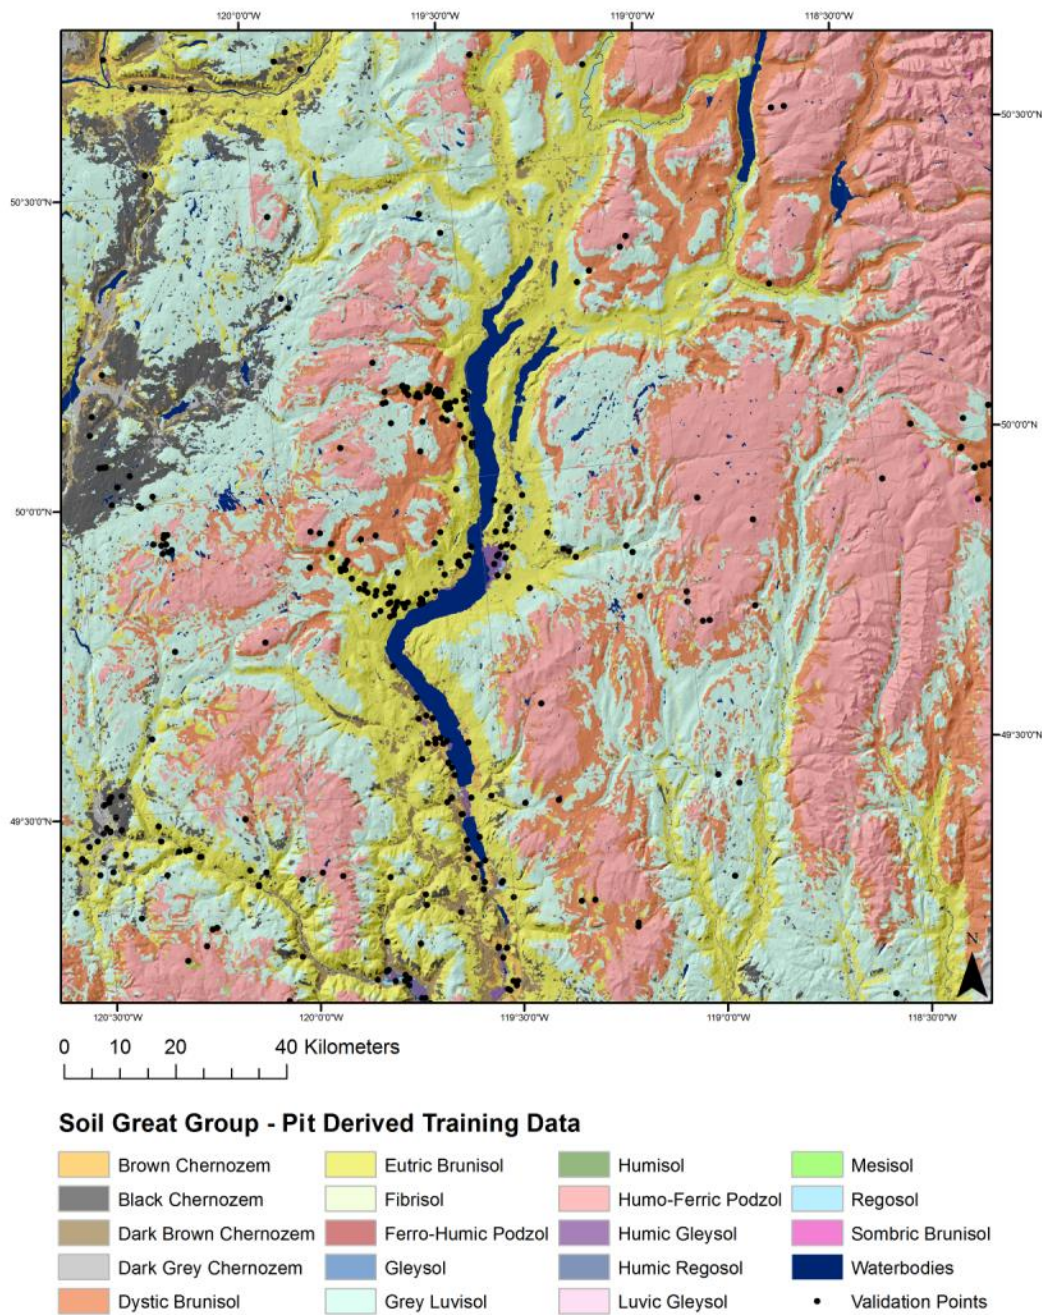 120°0'0"W 119°30'0"W 119°0'0"W 118°30'0"W
50°30'0"N
50°30'0"N
50°0'0"N
50°0'0"N
49°30'0"N
49°30'0"N
N
120°30'0"W 120°0'0"W 119°30'0"W 119°0'0"W 118°30'0"W
0 10 20 40 Kilometers
Soil Great Group - Pit Derived Training Data
Brown Chernozem Eutric Brunisol Humisol Mesisol
Black Chernozem Fibrisol Humo-Ferric Podzol Regosol
Dark Brown Chernozem Ferro-Humic Podzol Humic Gleysol Sombric Brunisol
Dark Grey Chernozem Gleysol Humic Regosol Waterbodies
Dystic Brunisol Grey Luvisol Luvic Gleysol Validation Points